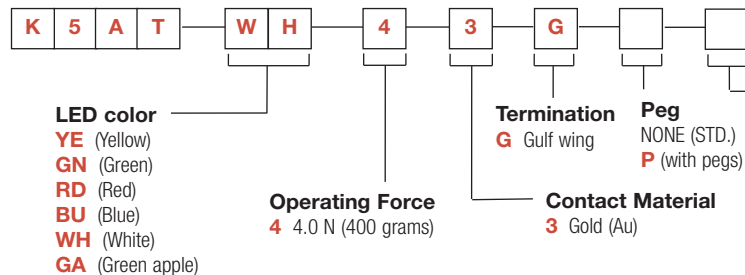 K 5 A T W H 4 3 G
LED color
YE (Yellow)
GN (Green)
RD (Red)
BU (Blue)
WH (White)
GA (Green apple)
Operating Force
4 4.0 N (400 grams)
Termination
G Gulf wing
Contact Material
3 Gold (Au)
Peg
NONE (STD.)
P (with pegs)